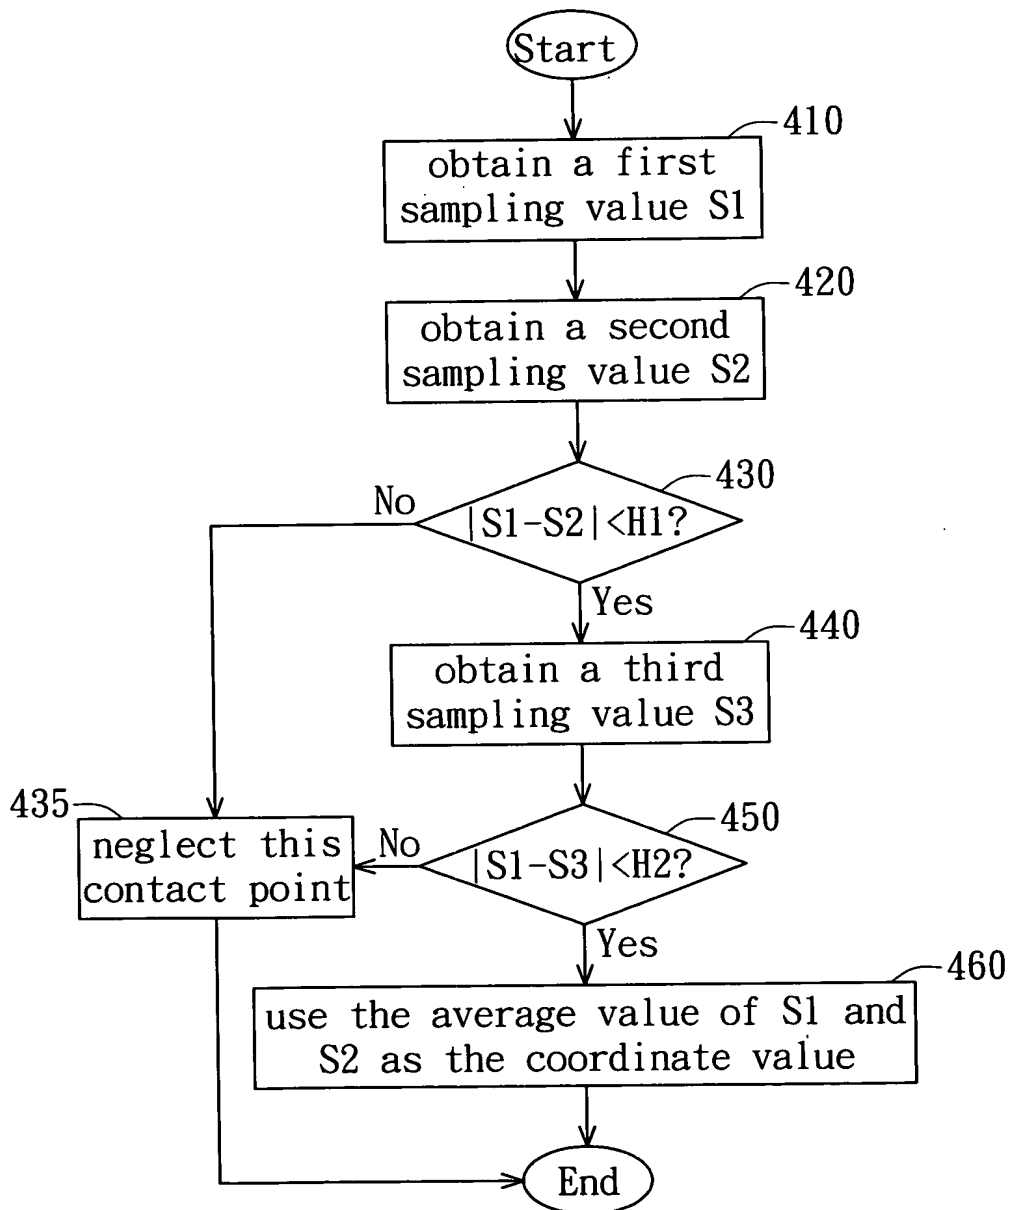 Start
410
obtain a first
sampling value S1
420
obtain a second
sampling value S2
430
No
|S1-S2|<H1?
Yes
440
obtain a third
sampling value S3
435
450
neglect this
contact point
No
|S1-S3|<H2?
Yes
460
use the average value of S1 and
S2 as the coordinate value
End